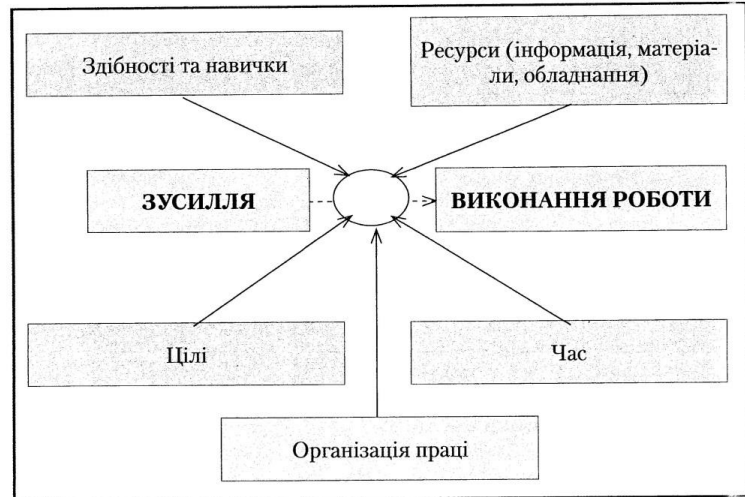 Здібності та навички
Ресурси (інформація, матеріа-
ли, обладнання)
ЗУСИЛЛЯ
ВИКОНАННЯ РОБОТИ
Цілі
Час
Організація праці